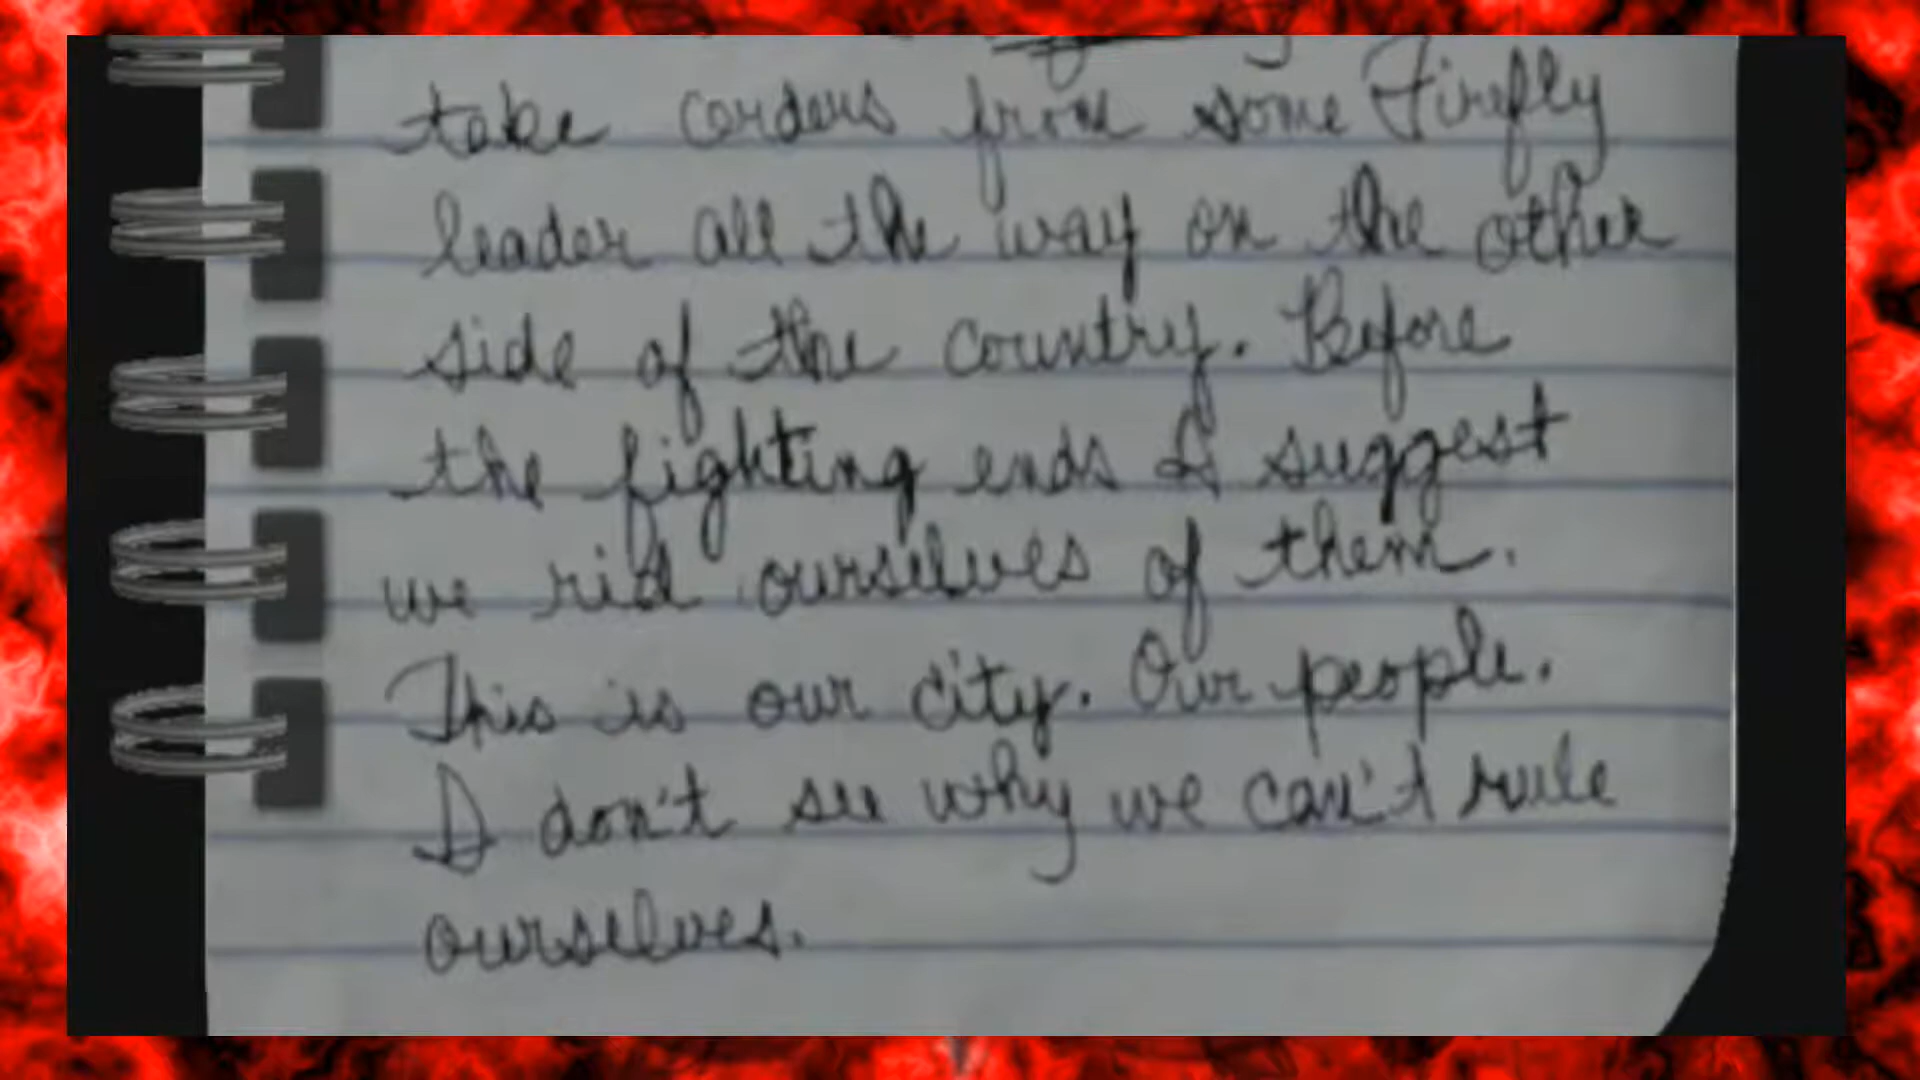 take orders from some Firefly
leader all the way on the other
side of the country. Before
the fighting ends I suggest
we rid ourselves of them.
This is our city. Our people.
I don't see why we can't rule
ourselves.